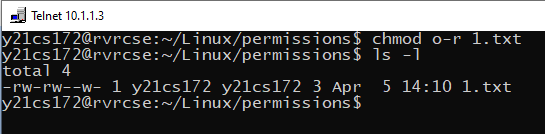 Telnet 10.1.1.3
y21cs172@rvrcse:~/Linux/permissions$ chmod o-r 1.txt
y21cs172@rvrcse:~/Linux/permissions$ ls -l
total 4
-rw-rw--w- 1 y21cs172 y21cs172 3 Apr  5 14:10 1.txt
y21cs172@rvrcse:~/Linux/permissions$